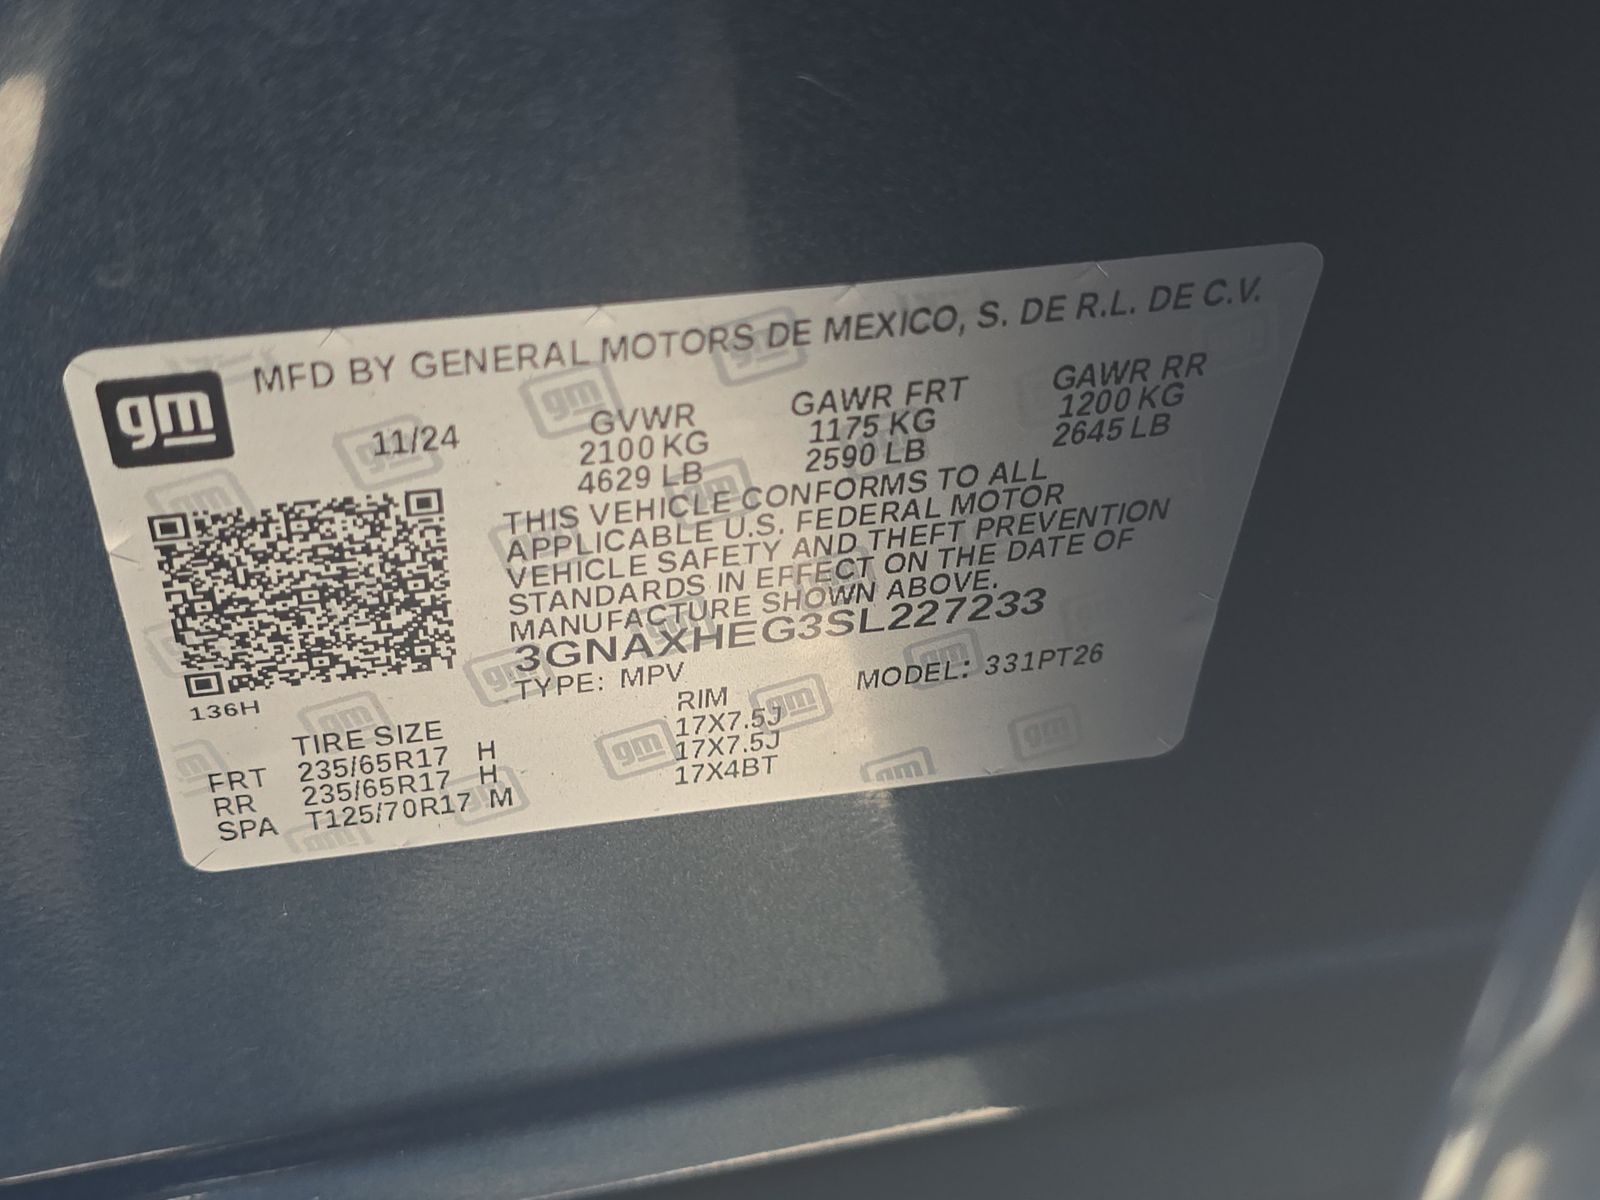 gm
MFD BY GENERAL MOTORS DE MEXICO, S. DE R.L. DE C.V.
11/24
GVWR GAWR FRT GAWR RR
2100 KG 1175 KG 1200 KG
4629 LB 2590 LB 2645 LB
THIS VEHICLE CONFORMS TO ALL
APPLICABLE U.S. FEDERAL MOTOR
VEHICLE SAFETY AND THEFT PREVENTION
STANDARDS IN EFFECT ON THE DATE OF
MANUFACTURE SHOWN ABOVE.
3GNAXHEG3SL227233
TYPE: MPV MODEL: 331PT26
136H
TIRE SIZE RIM
FRT 235/65R17 H 17X7.5J
RR 235/65R17 H 17X7.5J
SPA T125/70R17 M 17X4BT